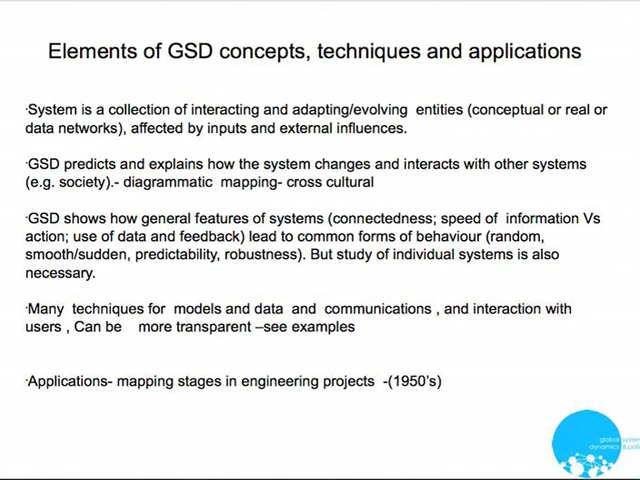 Elements of GSD concepts, techniques and applications
·System is a collection of interacting and adapting/evolving entities (conceptual or real or
data networks), affected by inputs and external influences.
·GSD predicts and explains how the system changes and interacts with other systems
(e.g. society).- diagrammatic mapping- cross cultural
·GSD shows how general features of systems (connectedness; speed of information Vs
action; use of data and feedback) lead to common forms of behaviour (random,
smooth/sudden, predictability, robustness). But study of individual systems is also
necessary.
·Many techniques for models and data and communications , and interaction with
users , Can be more transparent –see examples
·Applications- mapping stages in engineering projects -(1950's)
global system
dynamics & poli